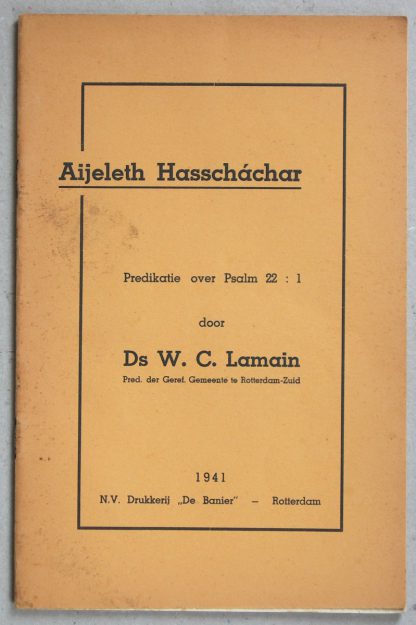 Aijeleth Hasscháchar
Predikatie over Psalm 22 : 1
door
Ds W. C. Lamain
Pred. der Geref. Gemeente te Rotterdam-Zuid
1941
N.V. Drukkerij „De Banier" — Rotterdam